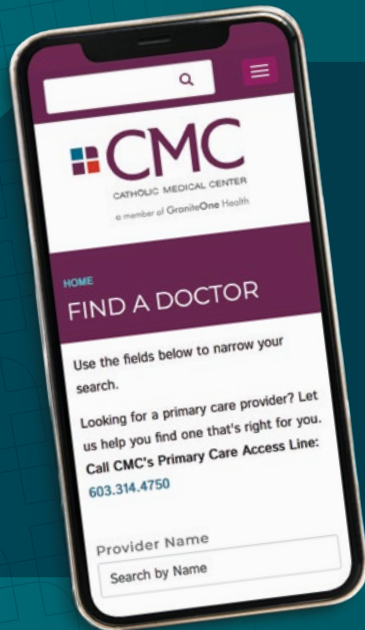 CMC
CATHOLIC MEDICAL CENTER
a member of GraniteOne Health
HOME
FIND A DOCTOR
Use the fields below to narrow your
search.
Looking for a primary care provider? Let
us help you find one that's right for you.
Call CMC's Primary Care Access Line:
603.314.4750
Provider Name
Search by Name